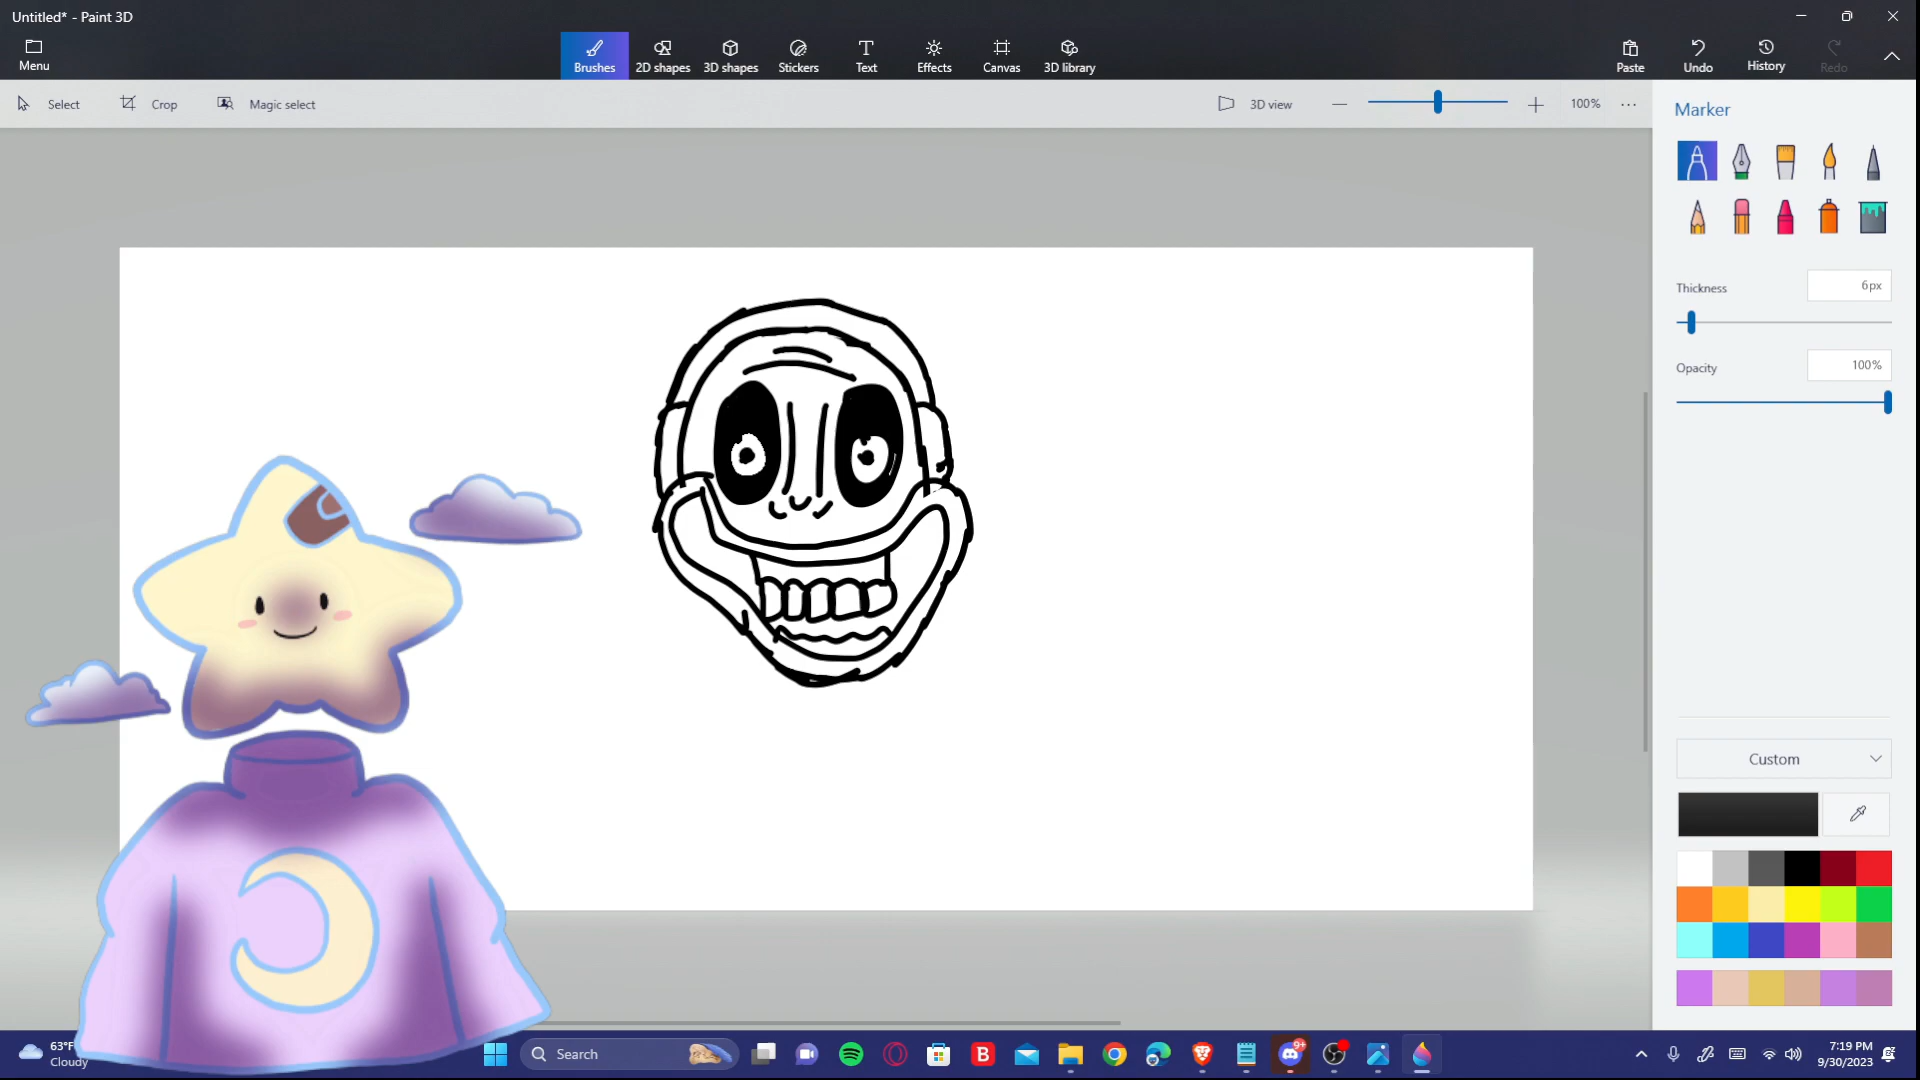 Untitled* - Paint 3D
Menu
Brushes 2D shapes 3D shapes Stickers Text Effects Canvas 3D library
Paste Undo History Redo
Select Crop Magic select 3D view 100%
Marker
Thickness 6px
Opacity 100%
Custom
63°F
Cloudy
Search
B
9+
7:19 PM
9/30/2023